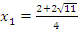 x₁ = (2+2√11)/4